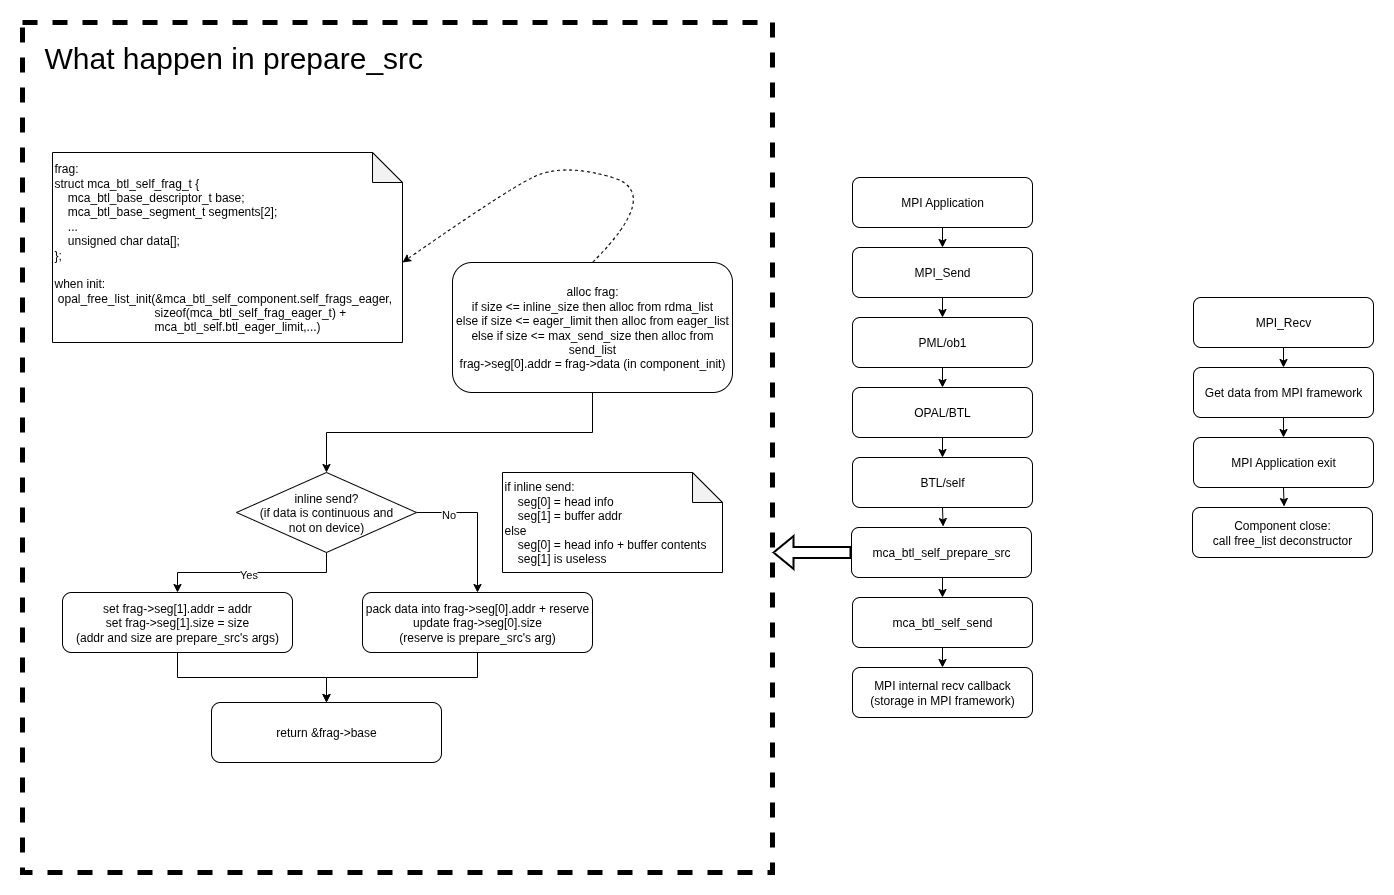 What happen in prepare_src
frag:
struct mca_btl_self_frag_t {
    mca_btl_base_descriptor_t base;
    mca_btl_base_segment_t segments[2];
    ...
    unsigned char data[];
};
when init:
 opal_free_list_init(&mca_btl_self_component.self_frags_eager,
                              sizeof(mca_btl_self_frag_eager_t) +
                              mca_btl_self.btl_eager_limit,...)
alloc frag:
if size <= inline_size then alloc from rdma_list
else if size <= eager_limit then alloc from eager_list
else if size <= max_send_size then alloc from
send_list
frag->seg[0].addr = frag->data (in component_init)
inline send?
(if data is continuous and
not on device)
No
Yes
if inline send:
    seg[0] = head info
    seg[1] = buffer addr
else
    seg[0] = head info + buffer contents
    seg[1] is useless
set frag->seg[1].addr = addr
set frag->seg[1].size = size
(addr and size are prepare_src's args)
pack data into frag->seg[0].addr + reserve
update frag->seg[0].size
(reserve is prepare_src's arg)
return &frag->base
MPI Application
MPI_Send
PML/ob1
OPAL/BTL
BTL/self
mca_btl_self_prepare_src
mca_btl_self_send
MPI internal recv callback
(storage in MPI framework)
MPI_Recv
Get data from MPI framework
MPI Application exit
Component close:
call free_list deconstructor